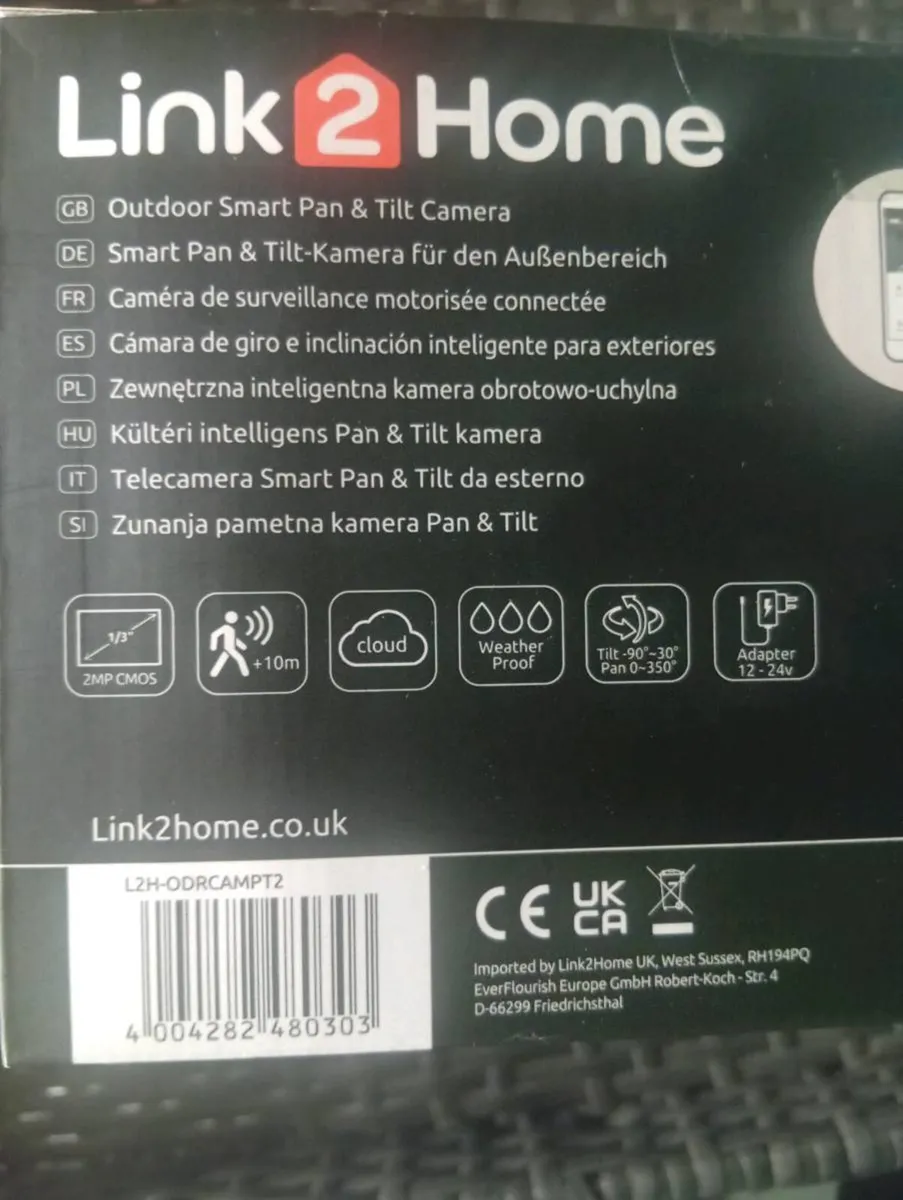 Link2Home
GB Outdoor Smart Pan & Tilt Camera
DE Smart Pan & Tilt-Kamera für den Außenbereich
FR Caméra de surveillance motorisée connectée
ES Cámara de giro e inclinación inteligente para exteriores
PL Zewnętrzna inteligentna kamera obrotowo-uchylna
HU Kültéri intelligens Pan & Tilt kamera
IT Telecamera Smart Pan & Tilt da esterno
SI Zunanja pametna kamera Pan & Tilt
1/3"
2MP CMOS
+10m
cloud
Weather
Proof
Tilt -90°~30°
Pan 0~350°
Adapter
12 - 24v
Link2home.co.uk
L2H-ODRCAMPT2
4 004282 480303
CE
UK
CA
Imported by Link2Home UK, West Sussex, RH194PQ
EverFlourish Europe GmbH Robert-Koch - Str. 4
D-66299 Friedrichsthal